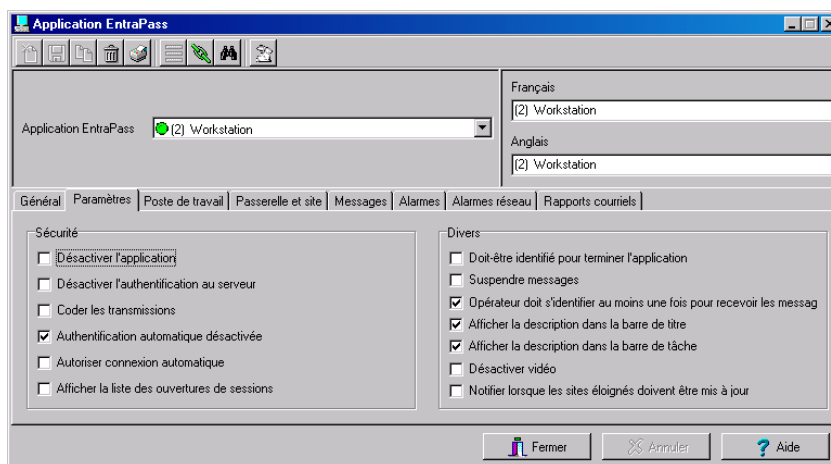 Application EntraPass
Français
(2) Workstation
Application EntraPass
(2) Workstation
Anglais
(2) Workstation
Général
Paramètres
Poste de travail
Passerelle et site
Messages
Alarmes
Alarmes réseau
Rapports courriels
Sécurité
Désactiver l'application
Désactiver l'authentification au serveur
Coder les transmissions
Authentification automatique désactivée
Autoriser connexion automatique
Afficher la liste des ouvertures de sessions
Divers
Doit-être identifié pour terminer l'application
Suspendre messages
Opérateur doit s'identifier au moins une fois pour recevoir les messag
Afficher la description dans la barre de titre
Afficher la description dans la barre de tâche
Désactiver vidéo
Notifier lorsque les sites éloignés doivent être mis à jour
Fermer
Annuler
Aide